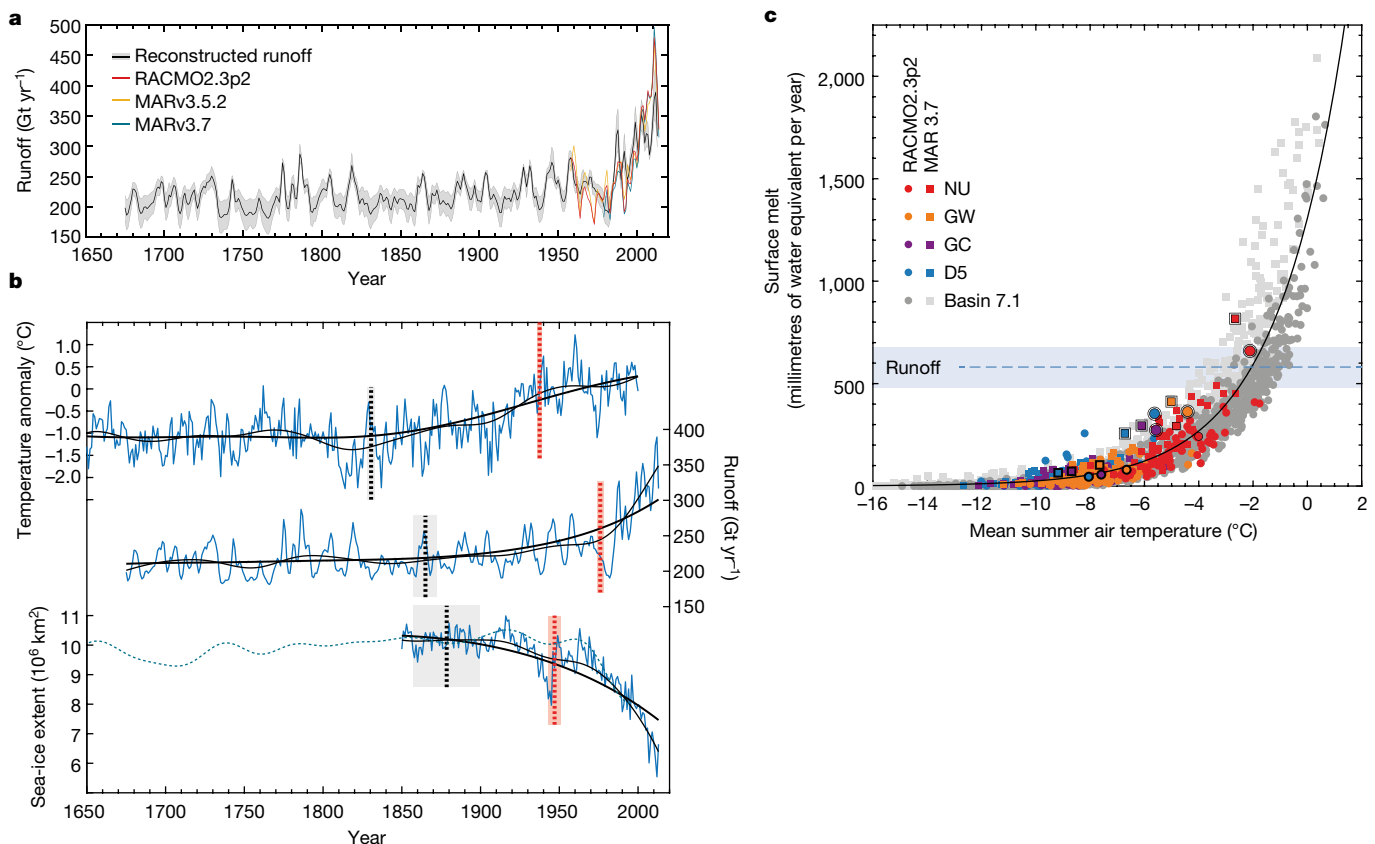 a
500
450
400
350
300
250
200
150
Runoff (Gt yr−1)
Reconstructed runoff
RACMO2.3p2
MARv3.5.2
MARv3.7
1650 1700 1750 1800 1850 1900 1950 2000
Year
b
1.0
0.5
0
−0.5
−1.0
−1.5
−2.0
Temperature anomaly (°C)
400
350
300
250
200
150
Runoff (Gt yr−1)
11
10
9
8
7
6
Sea-ice extent (10⁶ km²)
1650 1700 1750 1800 1850 1900 1950 2000
Year
c
2,000
1,500
1,000
500
0
Surface melt
(millimetres of water equivalent per year)
RACMO2.3p2
MAR 3.7
NU
GW
GC
D5
Basin 7.1
Runoff
−16 −14 −12 −10 −8 −6 −4 −2 0 2
Mean summer air temperature (°C)